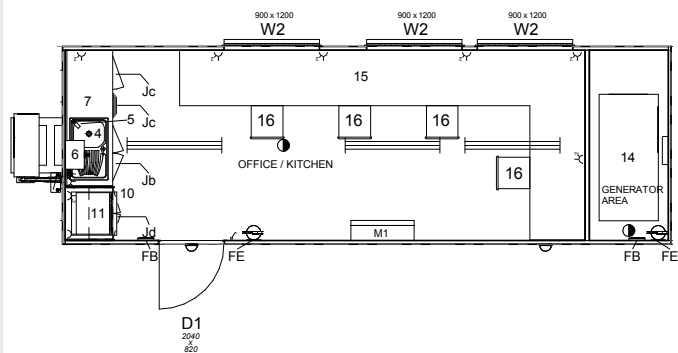 900 x 1200
W2
900 x 1200
W2
900 x 1200
W2
15
Jc
7
Jc
5
4
16
16
16
6
OFFICE / KITCHEN
14
Jb
16
10
GENERATOR
AREA
11
Jd
M1
FB
FE
FB
FE
D1
2040
x
820